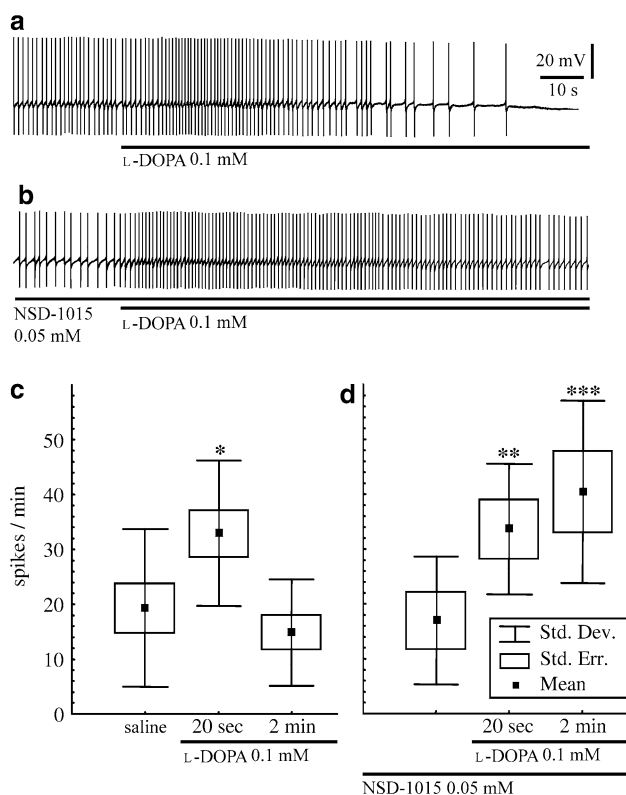 a
20 mV
10 s
L-DOPA 0.1 mM
b
NSD-1015
0.05 mM
L-DOPA 0.1 mM
c
d
spikes / min
50
40
30
20
10
0
*
**
***
Std. Dev.
Std. Err.
Mean
saline
20 sec
2 min
L-DOPA 0.1 mM
20 sec
2 min
L-DOPA 0.1 mM
NSD-1015 0.05 mM